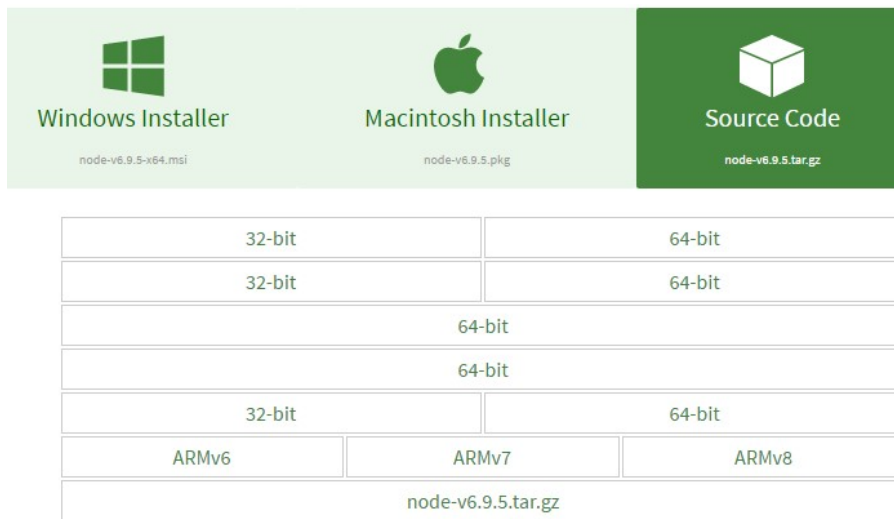 Windows Installer Macintosh Installer Source Code
node-v6.9.5-x64.msi node-v6.9.5.pkg node-v6.9.5.tar.gz
32-bit 64-bit
32-bit 64-bit
64-bit
64-bit
32-bit 64-bit
ARMv6 ARMv7 ARMv8
node-v6.9.5.tar.gz